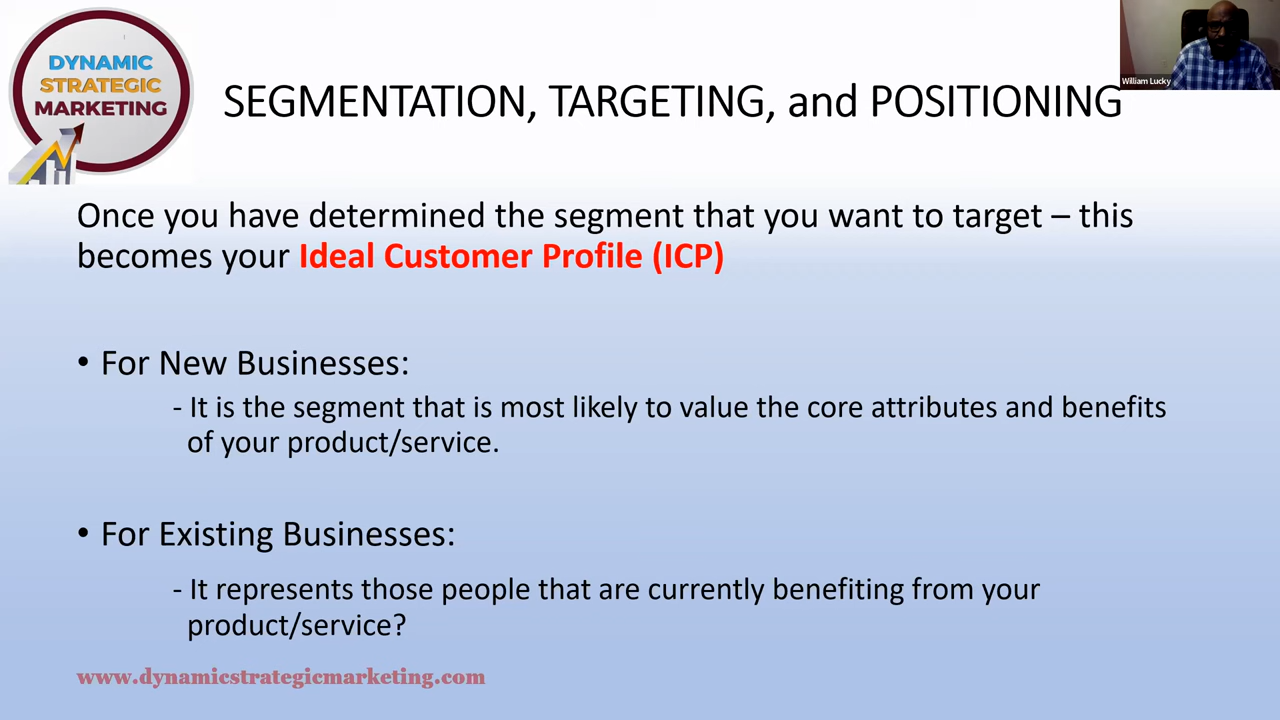 DYNAMIC
STRATEGIC
MARKETING
SEGMENTATION, TARGETING, and POSITIONING
William Lucky
Once you have determined the segment that you want to target – this
becomes your Ideal Customer Profile (ICP)
• For New Businesses:
- It is the segment that is most likely to value the core attributes and benefits
of your product/service.
• For Existing Businesses:
- It represents those people that are currently benefiting from your
product/service?
www.dynamicstrategicmarketing.com